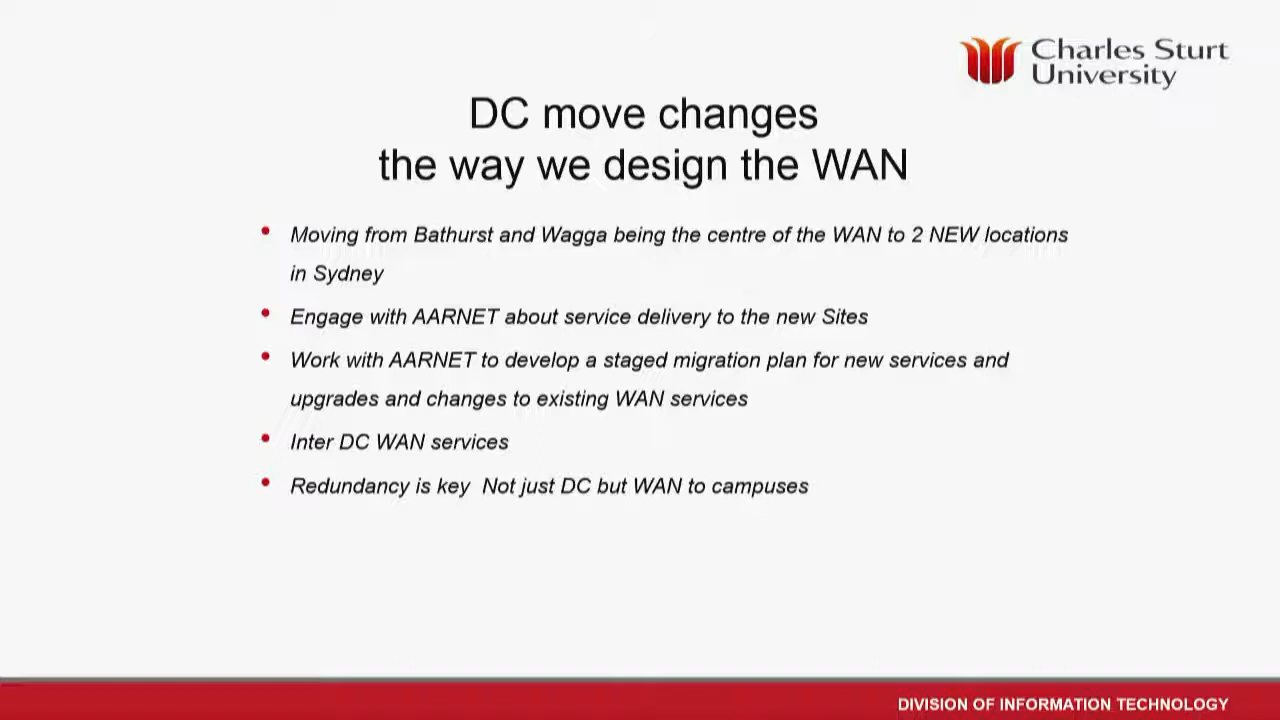 Charles Sturt
University
DC move changes
the way we design the WAN
• Moving from Bathurst and Wagga being the centre of the WAN to 2 NEW locations
in Sydney
• Engage with AARNET about service delivery to the new Sites
• Work with AARNET to develop a staged migration plan for new services and
upgrades and changes to existing WAN services
• Inter DC WAN services
• Redundancy is key  Not just DC but WAN to campuses
DIVISION OF INFORMATION TECHNOLOGY